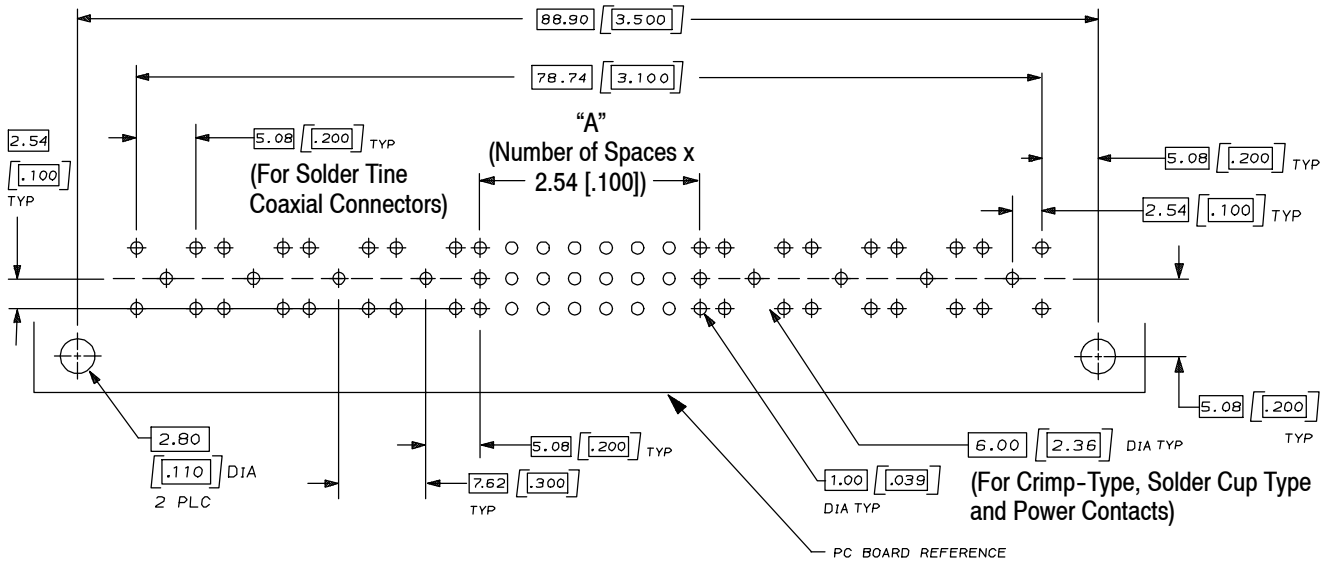 88.90 [3.500]
78.74 [3.100]
2.54
[.100]
TYP
5.08 [.200] TYP
(For Solder Tine
Coaxial Connectors)
“A”
(Number of Spaces x
2.54 [.100])
5.08 [.200] TYP
2.54 [.100] TYP
5.08 [.200]
TYP
2.80
[.110] DIA
2 PLC
5.08 [.200] TYP
7.62 [.300]
TYP
6.00 [2.36] DIA TYP
(For Crimp-Type, Solder Cup Type
and Power Contacts)
1.00 [.039]
DIA TYP
PC BOARD REFERENCE